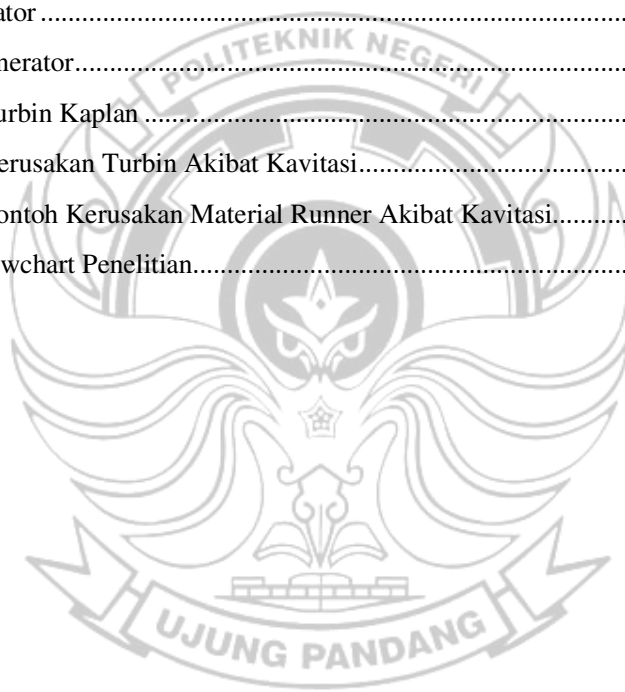 ator ..........................................................................................
nerator.....................................................................................
urbin Kaplan ..........................................................................
erusakan Turbin Akibat Kavitasi..............................................
ontoh Kerusakan Material Runner Akibat Kavitasi.............
wchart Penelitian.....................................................................
POLITEKNIK NEGERI
UJUNG PANDANG